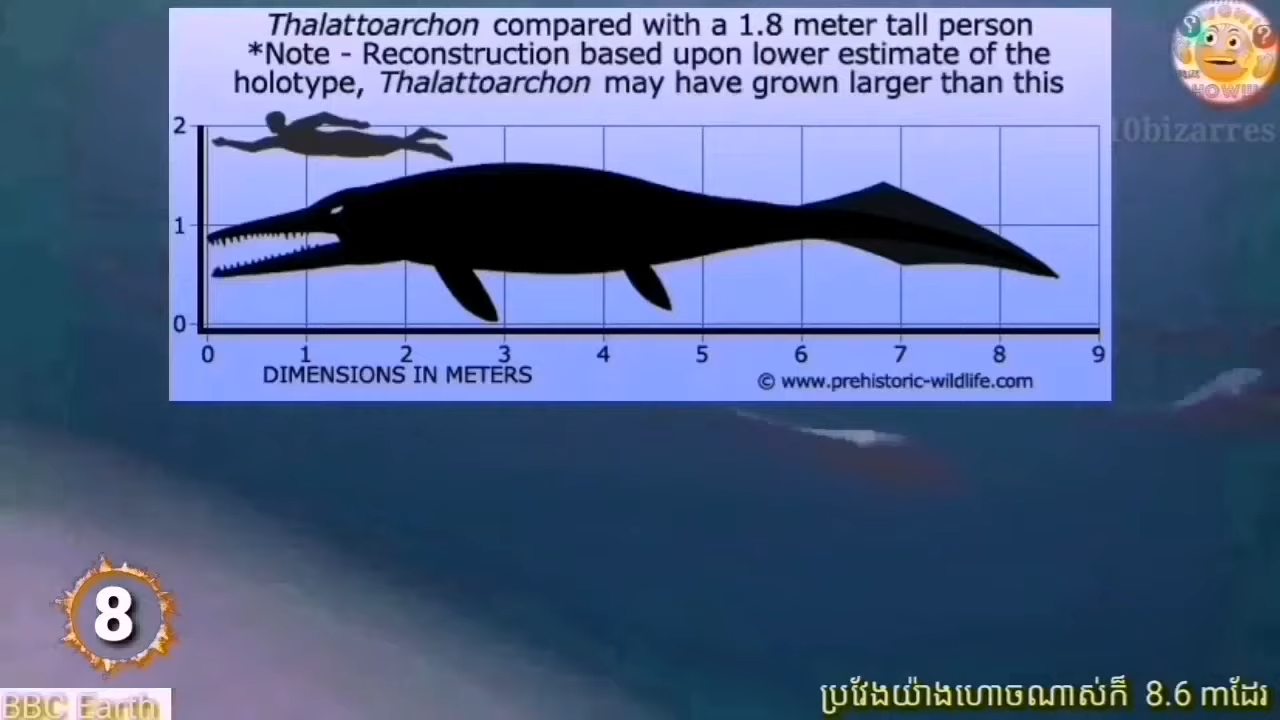 Thalattoarchon compared with a 1.8 meter tall person
*Note - Reconstruction based upon lower estimate of the
holotype, Thalattoarchon may have grown larger than this
2
1
0
0 1 2 3 4 5 6 7 8 9
DIMENSIONS IN METERS
© www.prehistoric-wildlife.com
10bizarres
8
BBC Earth
ប្រវែងយ៉ាងហោចណាស់ក៏ 8.6 mដែរ